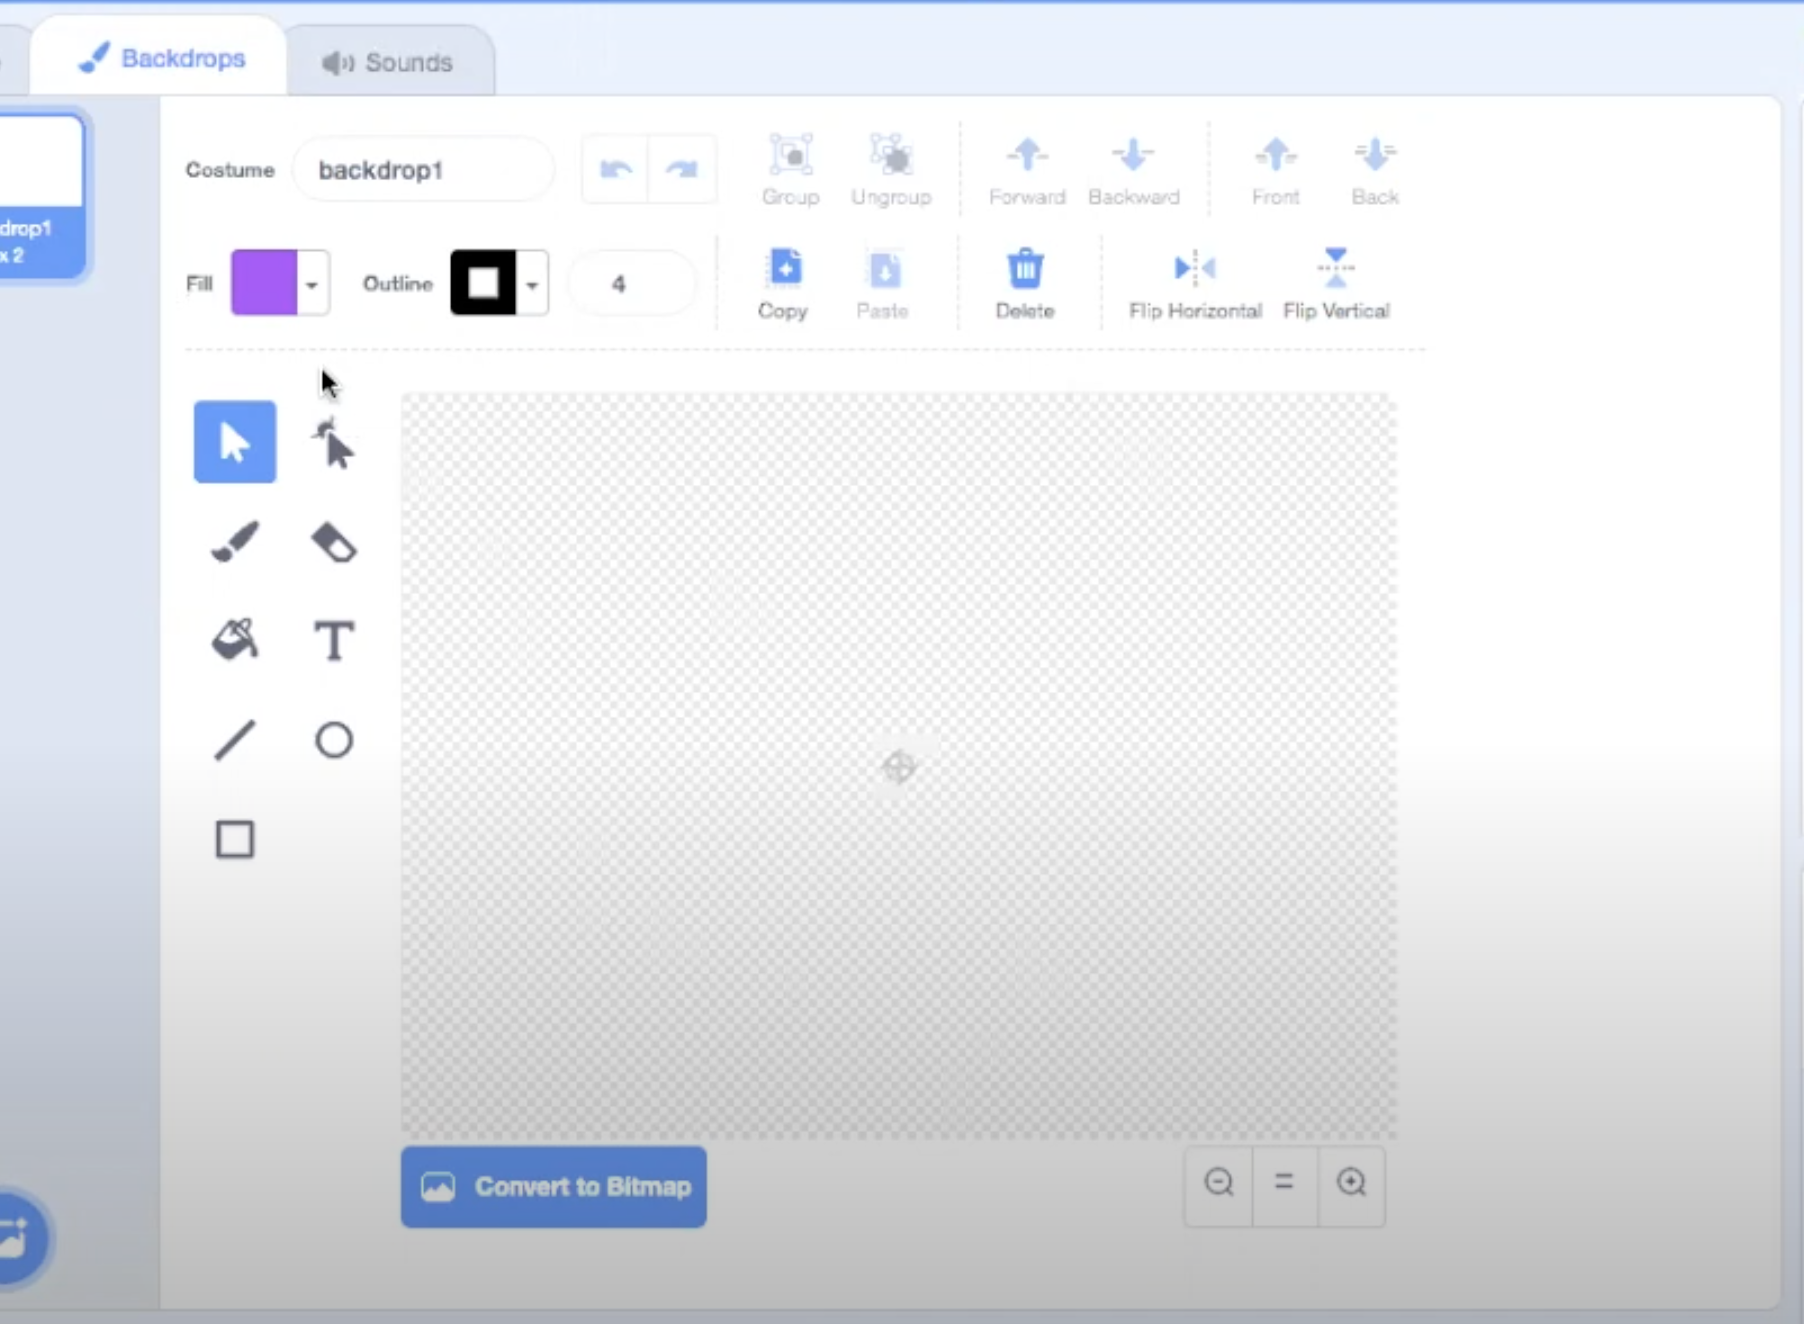 Backdrops
Sounds
drop1
x 2
Costume
backdrop1
Group
Ungroup
Forward
Backward
Front
Back
Fill
Outline
4
Copy
Paste
Delete
Flip Horizontal
Flip Vertical
T
Convert to Bitmap
=